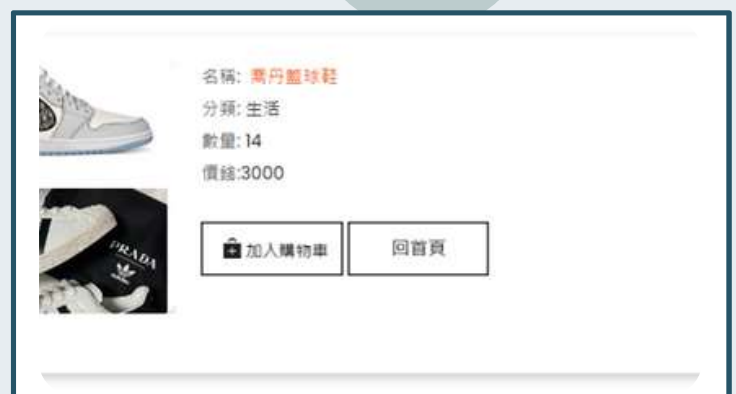 名稱: 喬丹籃球鞋
分類: 生活
數量: 14
價錢:3000
加入購物車
回首頁
PRADA